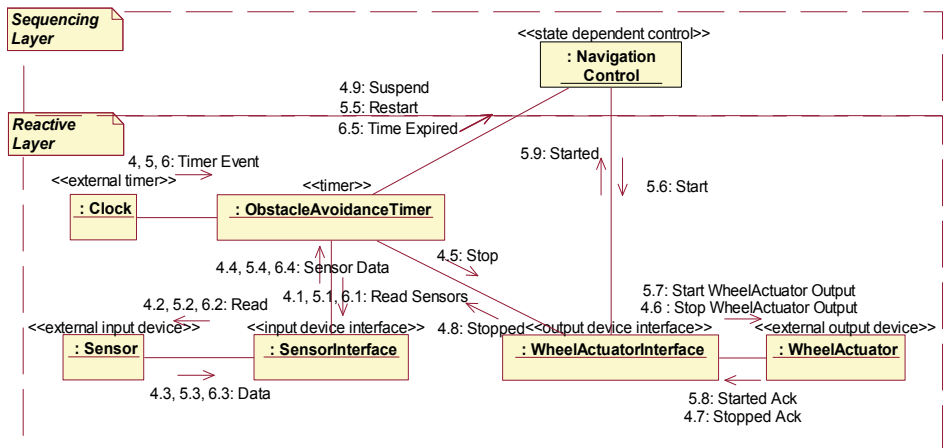 Sequencing
Layer
<<state dependent control>>
: Navigation
Control
4.9: Suspend
5.5: Restart
6.5: Time Expired
Reactive
Layer
4, 5, 6: Timer Event
<<external timer>>
: Clock
<<timer>>
: ObstacleAvoidanceTimer
5.9: Started
5.6: Start
4.5: Stop
4.4, 5.4, 6.4: Sensor Data
4.1, 5.1, 6.1: Read Sensors
4.2, 5.2, 6.2: Read
4.8: Stopped
5.7: Start WheelActuator Output
4.6 : Stop WheelActuator Output
<<external input device>>
: Sensor
<<input device interface>>
: SensorInterface
<<output device interface>>
: WheelActuatorInterface
<<external output device>>
: WheelActuator
4.3, 5.3, 6.3: Data
5.8: Started Ack
4.7: Stopped Ack